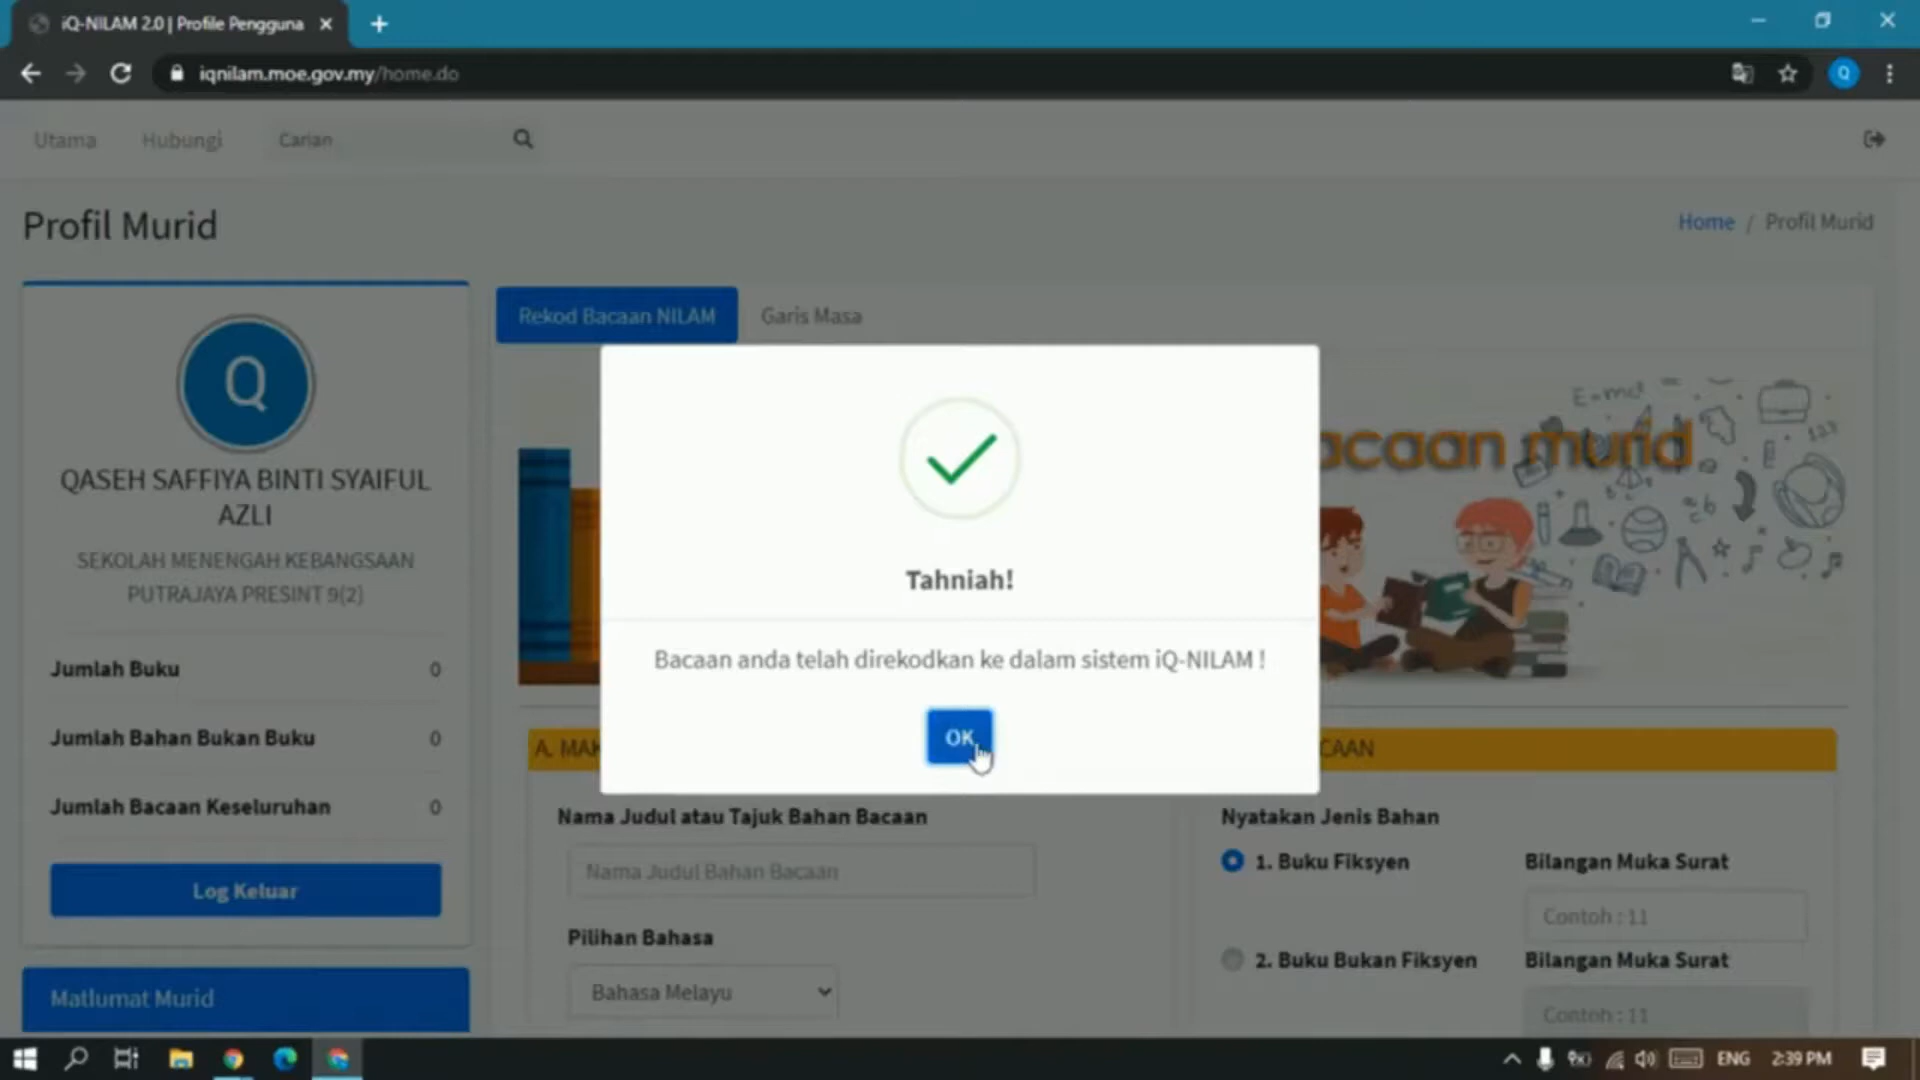 iQ-NILAM 2.0 | Profile Pengguna
iqnilam.moe.gov.my/home.do
Q
Utama
Hubungi
Carian
Profil Murid
Home / Profil Murid
Q
QASEH SAFFIYA BINTI SYAIFUL
AZLI
SEKOLAH MENENGAH KEBANGSAAN
PUTRAJAYA PRESINT 9(2)
Jumlah Buku 0
Jumlah Bahan Bukan Buku 0
Jumlah Bacaan Keseluruhan 0
Log Keluar
Matlumat Murid
Rekod Bacaan NILAM
Garis Masa
acaan murid
E=mc²
123
Tahniah!
Bacaan anda telah direkodkan ke dalam sistem iQ-NILAM !
OK
A. MAK
CAAN
Nama Judul atau Tajuk Bahan Bacaan
Nama Judul Bahan Bacaan
Pilihan Bahasa
Bahasa Melayu
Nyatakan Jenis Bahan
1. Buku Fiksyen
Bilangan Muka Surat
Contoh : 11
2. Buku Bukan Fiksyen
Bilangan Muka Surat
Contoh : 11
ENG
2:39 PM